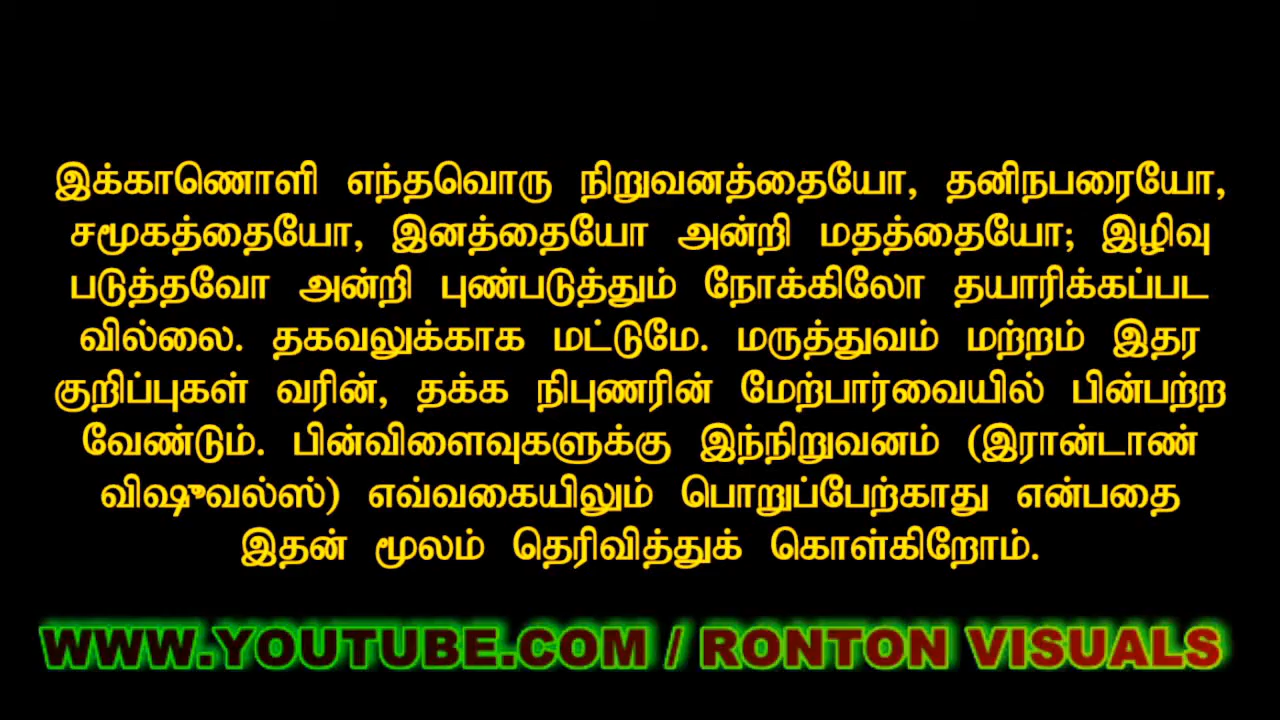 இக்காணொளி எந்தவொரு நிறுவனத்தையோ, தனிநபரையோ,
சமூகத்தையோ, இனத்தையோ அன்றி மதத்தையோ; இழிவு
படுத்தவோ அன்றி புண்படுத்தும் நோக்கிலோ தயாரிக்கப்பட
வில்லை. தகவலுக்காக மட்டுமே. மருத்துவம் மற்றம் இதர
குறிப்புகள் வரின், தக்க நிபுணரின் மேற்பார்வையில் பின்பற்ற
வேண்டும். பின்விளைவுகளுக்கு இந்நிறுவனம் (இரான்டாண்
விஷுவல்ஸ்) எவ்வகையிலும் பொறுப்பேற்காது என்பதை
இதன் மூலம் தெரிவித்துக் கொள்கிறோம்.
WWW.YOUTUBE.COM / RONTON VISUALS